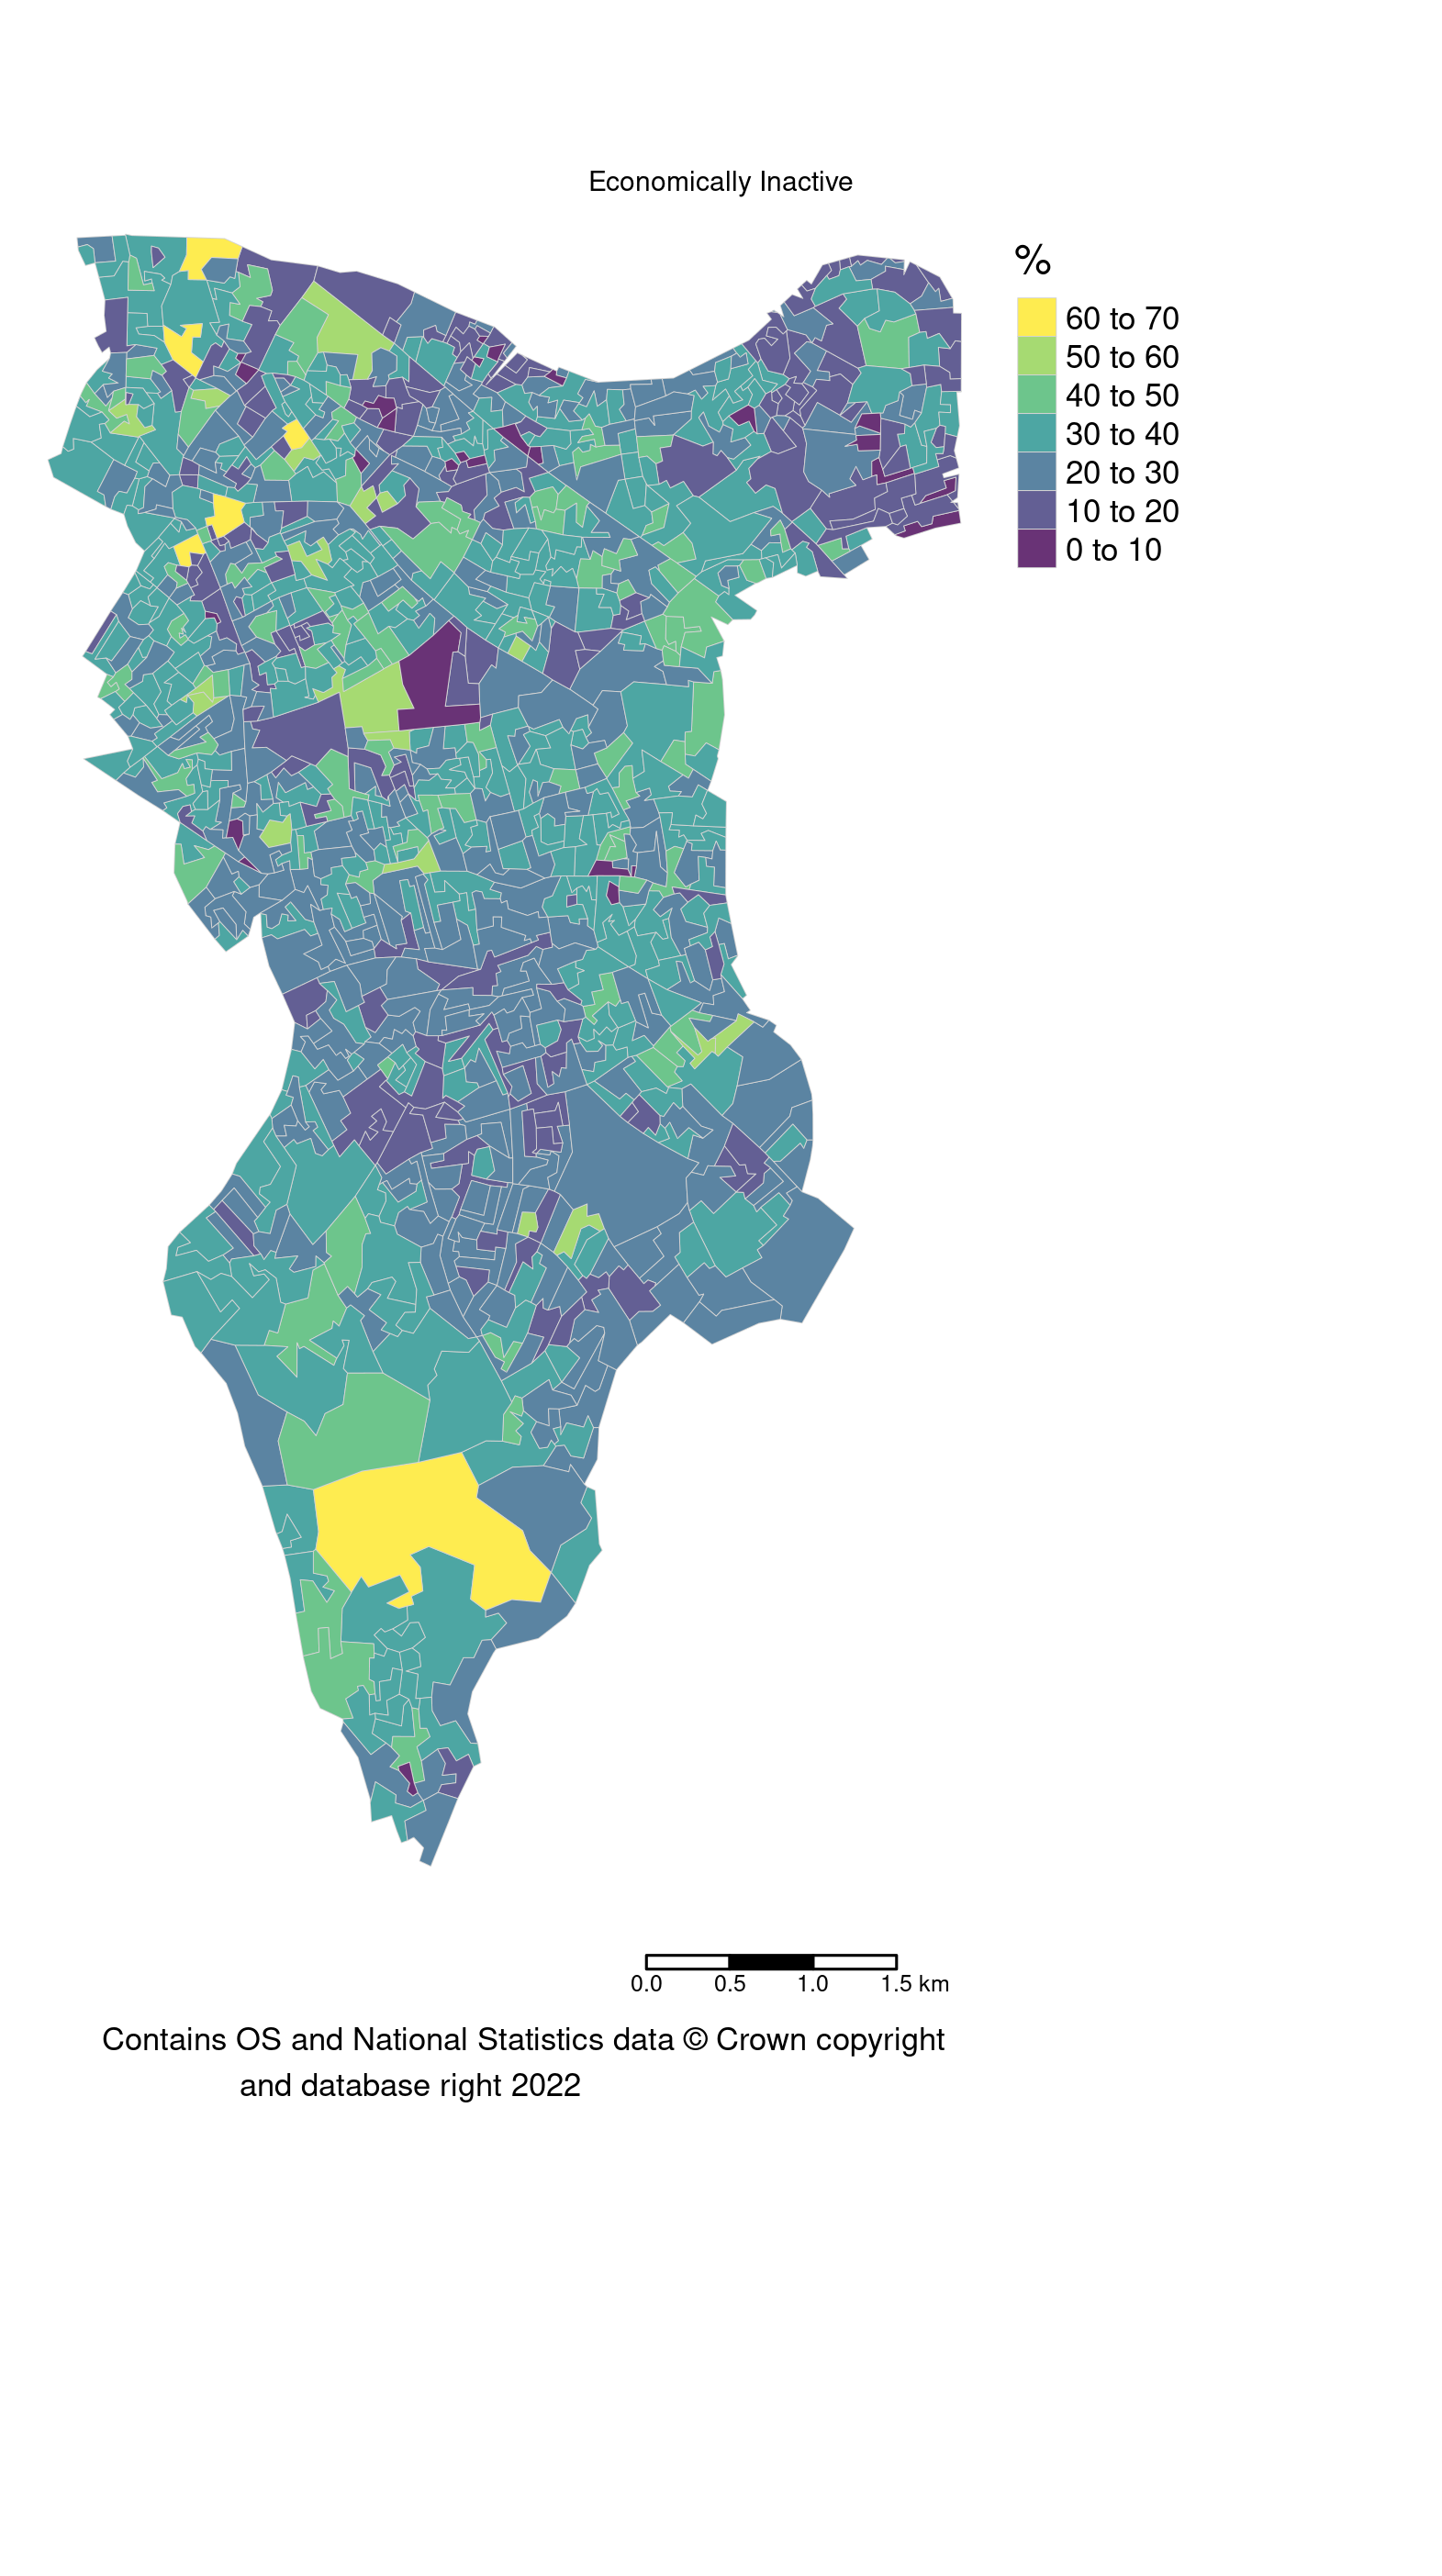 Economically Inactive
%
60 to 70
50 to 60
40 to 50
30 to 40
20 to 30
10 to 20
0 to 10
0.0 0.5 1.0 1.5 km
Contains OS and National Statistics data © Crown copyright
and database right 2022